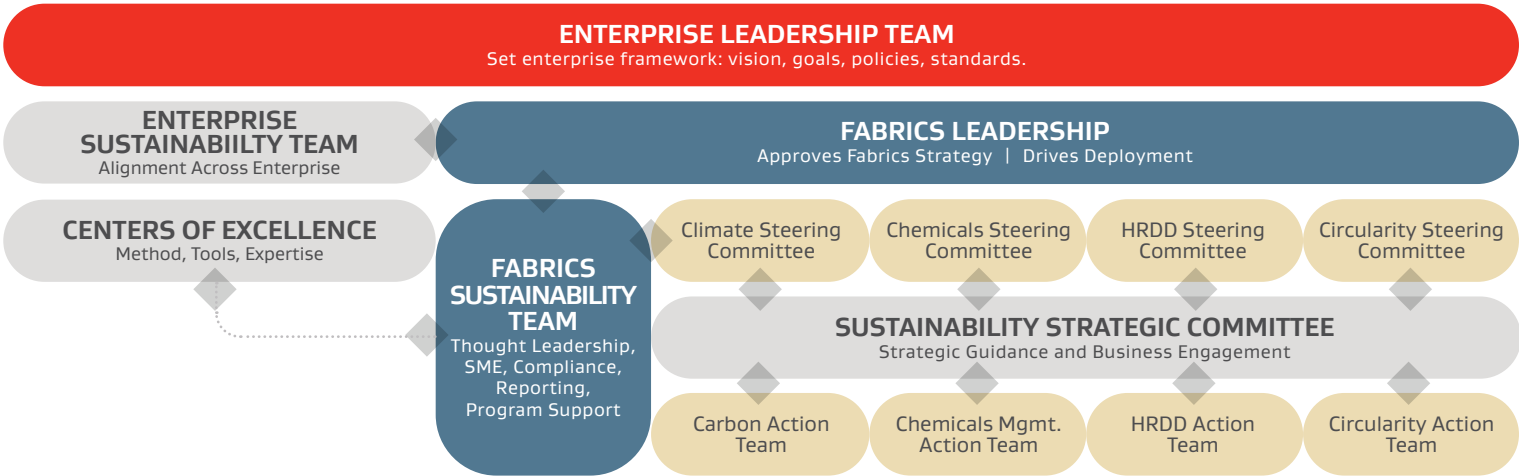 ENTERPRISE LEADERSHIP TEAM
Set enterprise framework: vision, goals, policies, standards.
ENTERPRISE
SUSTAINABIILTY TEAM
Alignment Across Enterprise
FABRICS LEADERSHIP
Approves Fabrics Strategy | Drives Deployment
CENTERS OF EXCELLENCE
Method, Tools, Expertise
FABRICS
SUSTAINABILITY
TEAM
Thought Leadership,
SME, Compliance,
Reporting,
Program Support
Climate Steering
Committee
Chemicals Steering
Committee
HRDD Steering
Committee
Circularity Steering
Committee
SUSTAINABILITY STRATEGIC COMMITTEE
Strategic Guidance and Business Engagement
Carbon Action
Team
Chemicals Mgmt.
Action Team
HRDD Action
Team
Circularity Action
Team